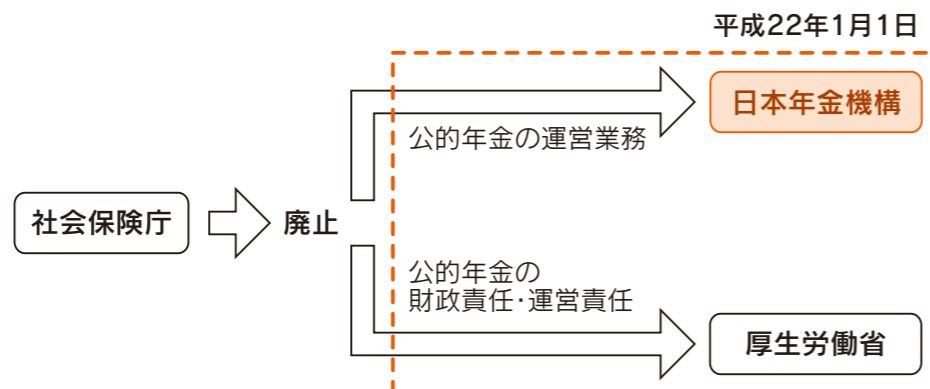 平成22年1月1日
日本年金機構
公的年金の運営業務
社会保険庁
廃止
公的年金の
財政責任・運営責任
厚生労働省